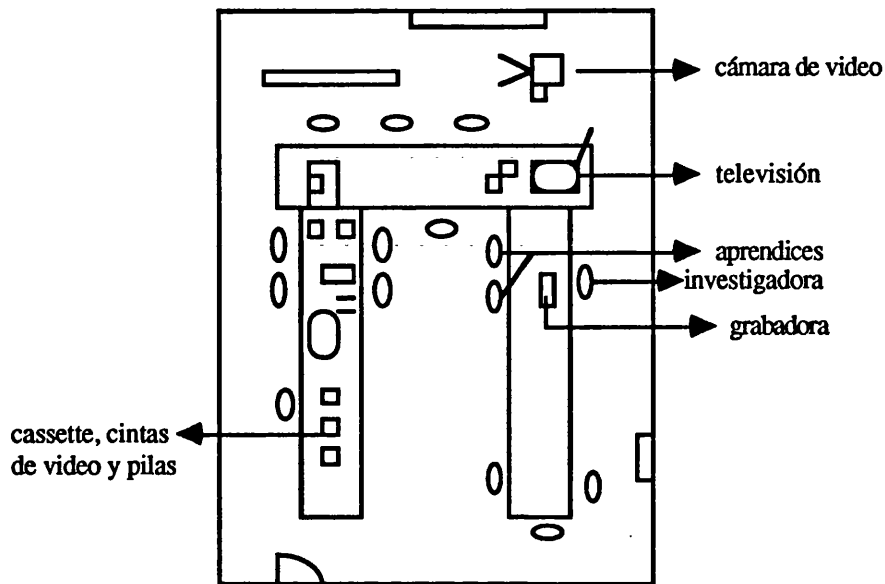 cámara de video
televisión
aprendices
investigadora
grabadora
cassette, cintas
de video y pilas